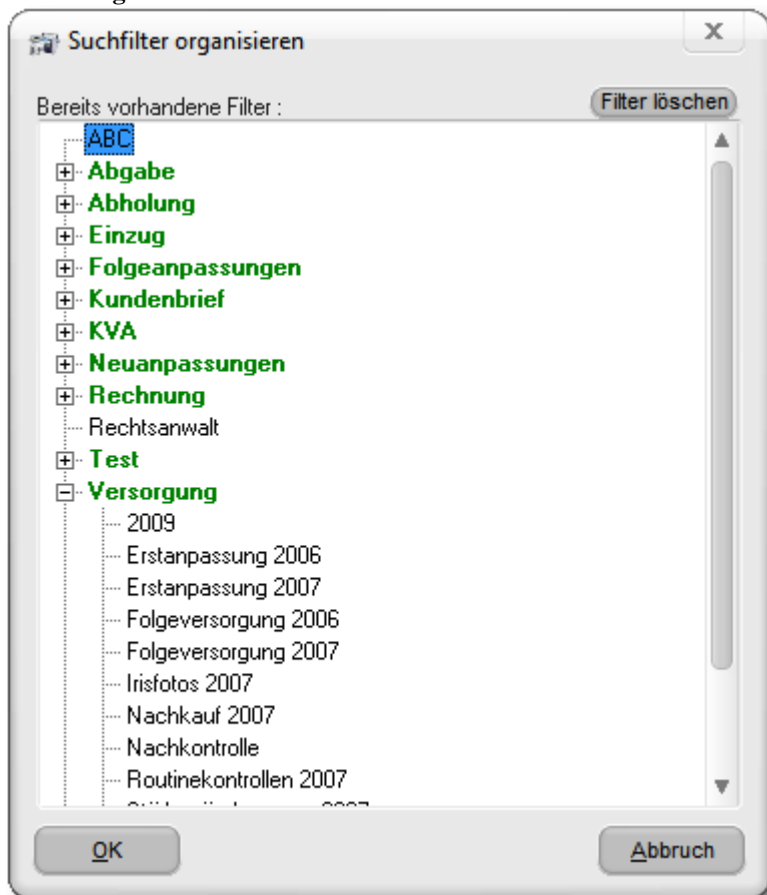 Suchfilter organisieren
Bereits vorhandene Filter :
Filter löschen
ABC
Abgabe
Abholung
Einzug
Folgeanpassungen
Kundenbrief
KVA
Neuanpassungen
Rechnung
Rechtsanwalt
Test
Versorgung
2009
Erstanpassung 2006
Erstanpassung 2007
Folgeversorgung 2006
Folgeversorgung 2007
Irisfotos 2007
Nachkauf 2007
Nachkontrolle
Routinekontrollen 2007
OK
Abbruch